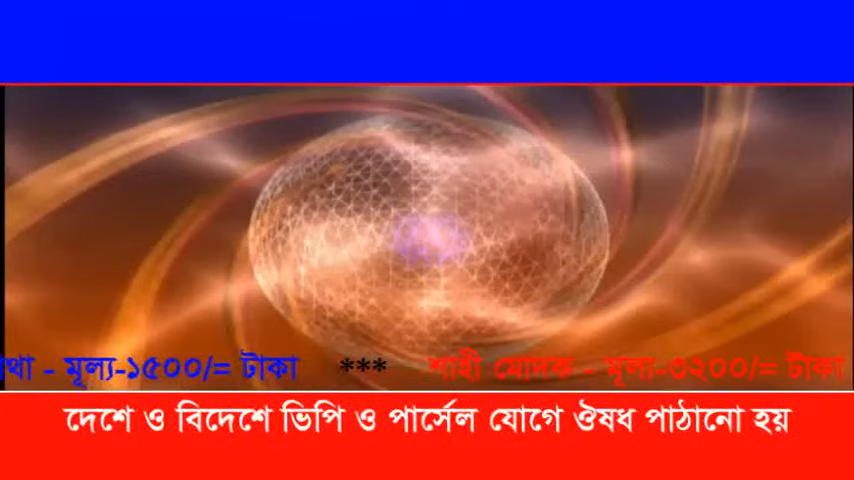 থা - মূল্য-১৫০০/= টাকা *** শাহী মোদক - মূল্য-৩২০০/= টাকা
দেশে ও বিদেশে ভিপি ও পার্সেল যোগে ঔষধ পাঠানো হয়